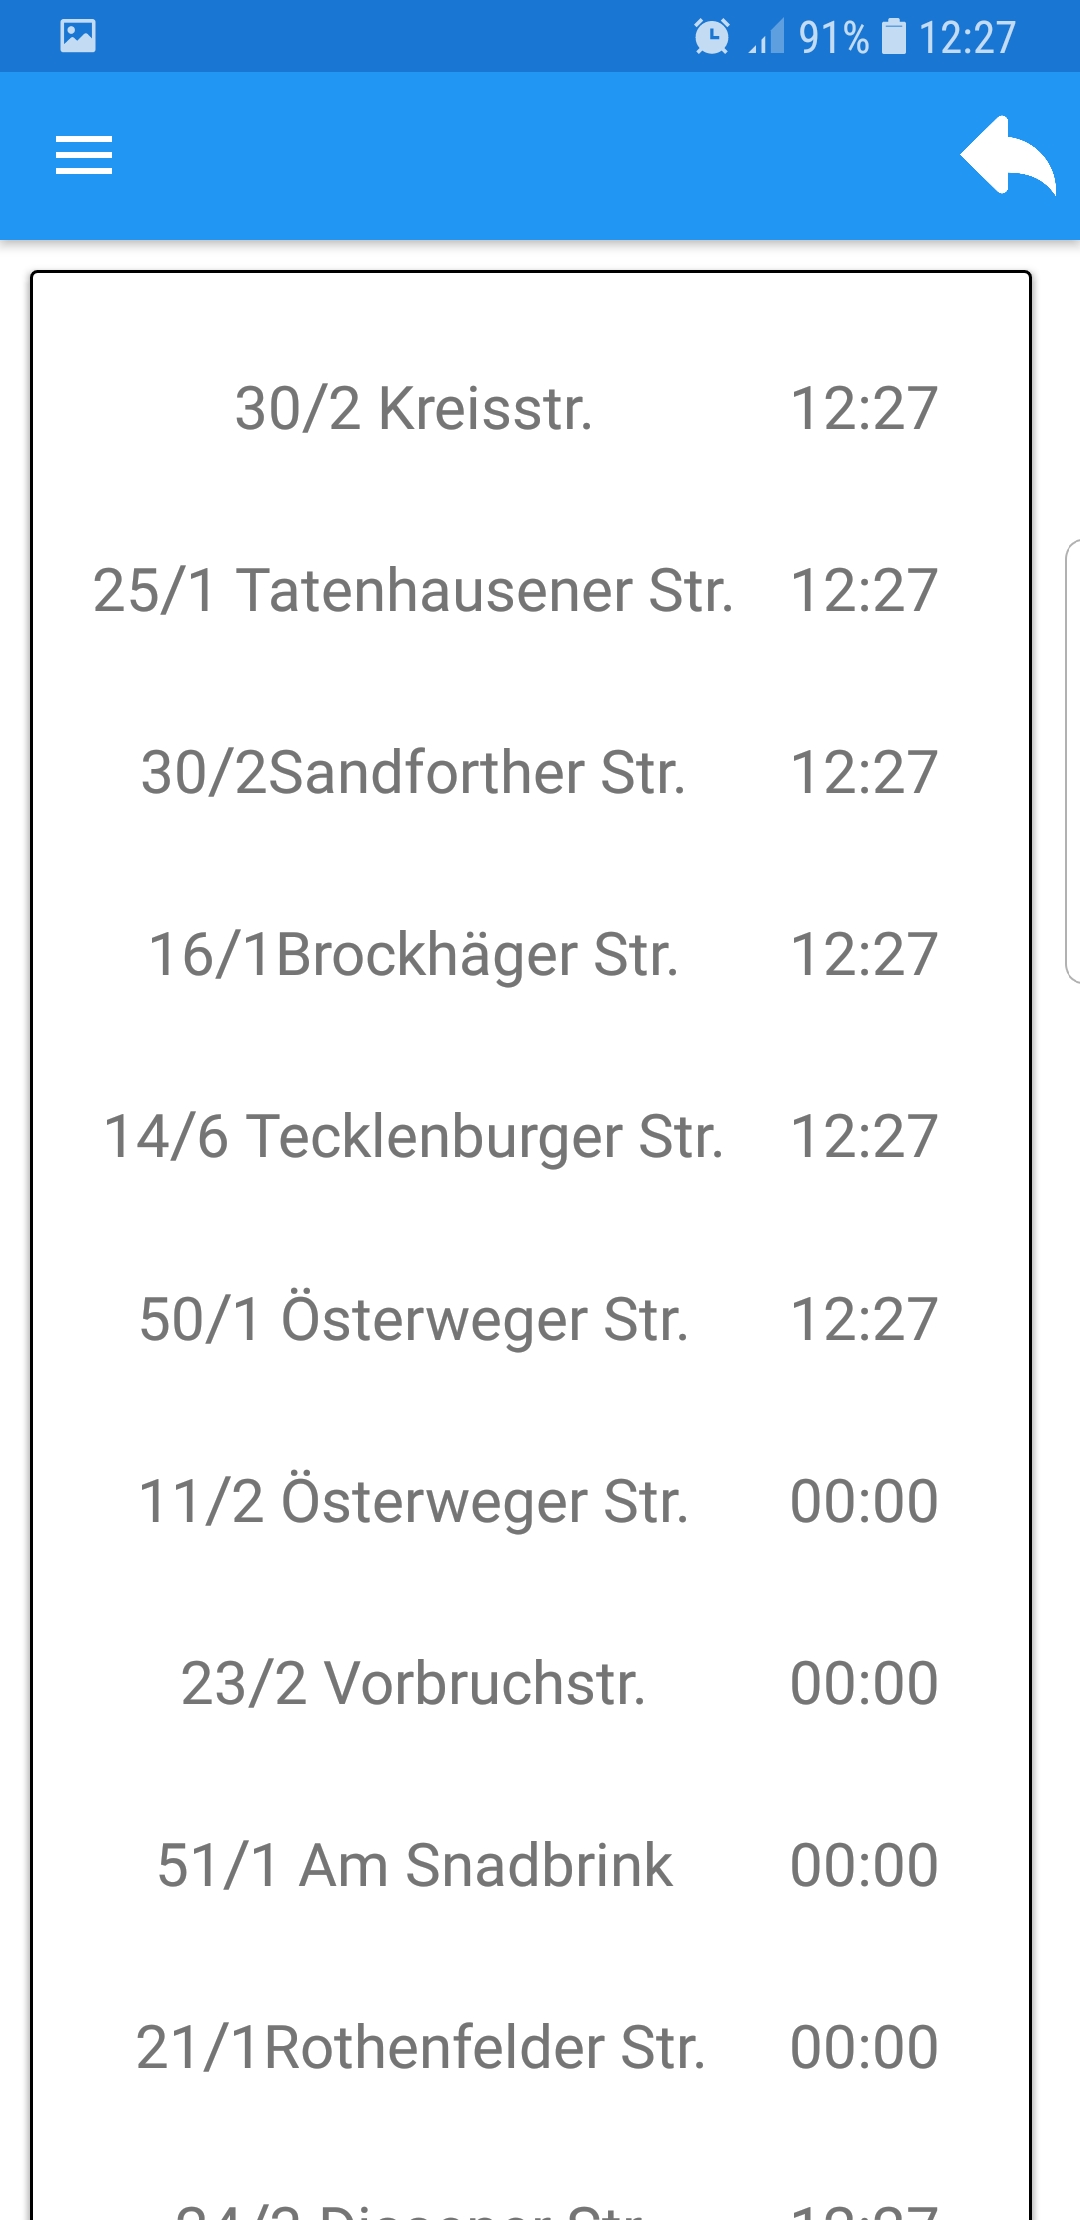 91% 12:27
30/2 Kreisstr. 12:27
25/1 Tatenhausener Str. 12:27
30/2Sandforther Str. 12:27
16/1Brockhäger Str. 12:27
14/6 Tecklenburger Str. 12:27
50/1 Österweger Str. 12:27
11/2 Österweger Str. 00:00
23/2 Vorbruchstr. 00:00
51/1 Am Snadbrink 00:00
21/1Rothenfelder Str. 00:00
Str. 12:27